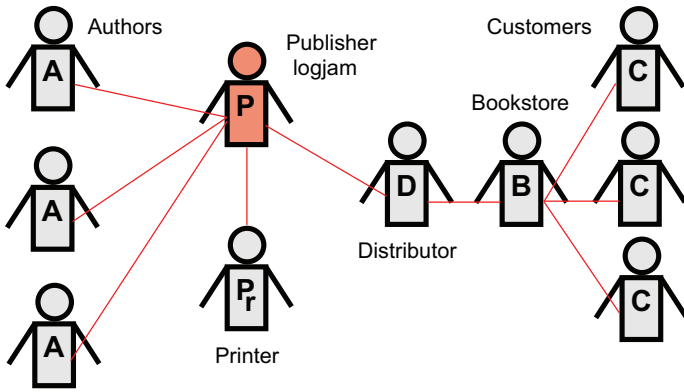 Authors
Publisher
logjam
Customers
A
P
C
Bookstore
A
D
B
C
Distributor
Pr
C
A
Printer